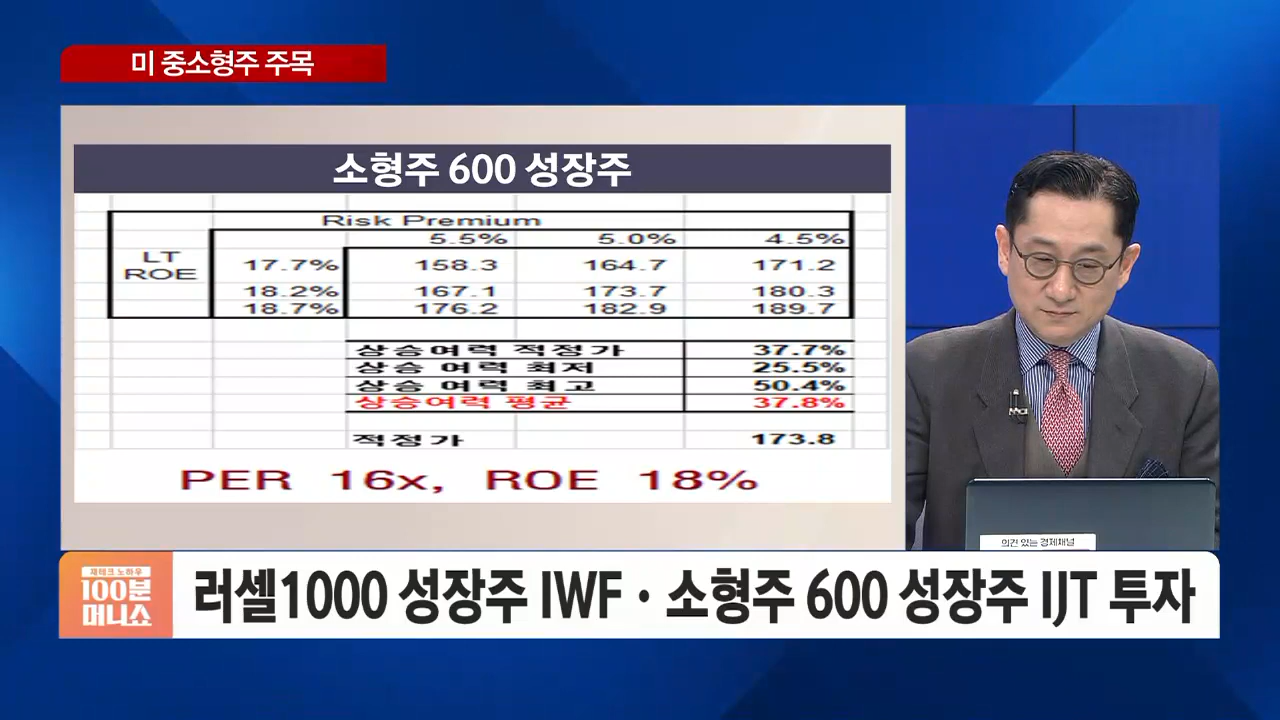 미 중소형주 주목
소형주 600 성장주
Risk Premium
5.5% 5.0% 4.5%
LT ROE
17.7% 158.3 164.7 171.2
18.2% 167.1 173.7 180.3
18.7% 176.2 182.9 189.7
상승여력 적정가 37.7%
상승 여력 최저 25.5%
상승 여력 최고 50.4%
상승여력 평균 37.8%
적정가 173.8
PER 16x, ROE 18%
의견 있는 경제채널
재테크 노하우
100분
머니쇼
러셀1000 성장주 IWF · 소형주 600 성장주 IJT 투자